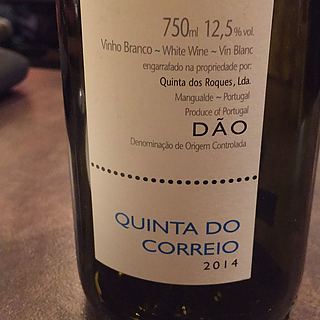 750ml 12,5% vol.
Vinho Branco ~ White Wine ~ Vin Blanc
engarrafado na propriedade por:
Quinta dos Roques, Lda.
Mangualde ~ Portugal
Produce of Portugal
DÃO
Denominação de Origem Controlada
QUINTA DO
CORREIO
2014